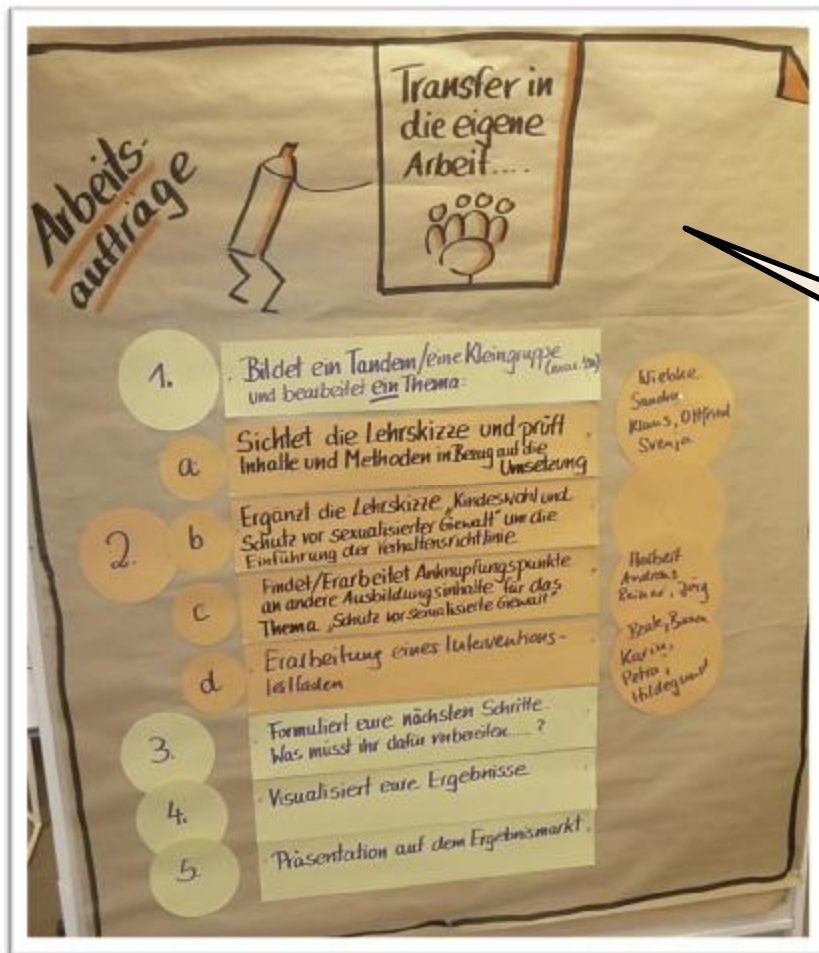 Arbeits-
aufträge
Transfer in
die eigene
Arbeit....
1.
Bildet ein Tandem/eine Kleingruppe
und bearbeitet ein Thema:
a
Sichtet die Lehrskizze und prüft
Inhalte und Methoden in Bezug auf die
Umsetzung
Wiebke
Sandra
Klaus, Ottfried
Svenja
2.
b
Ergänzt die Lehrskizze „Kindeswohl und
Schutz vor sexualisierter Gewalt" um die
Einführung der Verhaltensrichtlinie
c
Findet/Erarbeitet Anknüpfungspunkte
an andere Ausbildungsinhalte für das
Thema „Schutz vor sexualisierte Gewalt"
Herbert
Andreas
Reimer, Jörg
d
Erarbeitung eines Interventions-
leitfaden
Beate,
Karin,
Petra,
Hildegund
3.
Formuliert eure nächsten Schritte.
Was müsst ihr dafür vorbereiten....?
4.
Visualisiert eure Ergebnisse
5.
Präsentation auf dem Ergebnismarkt.